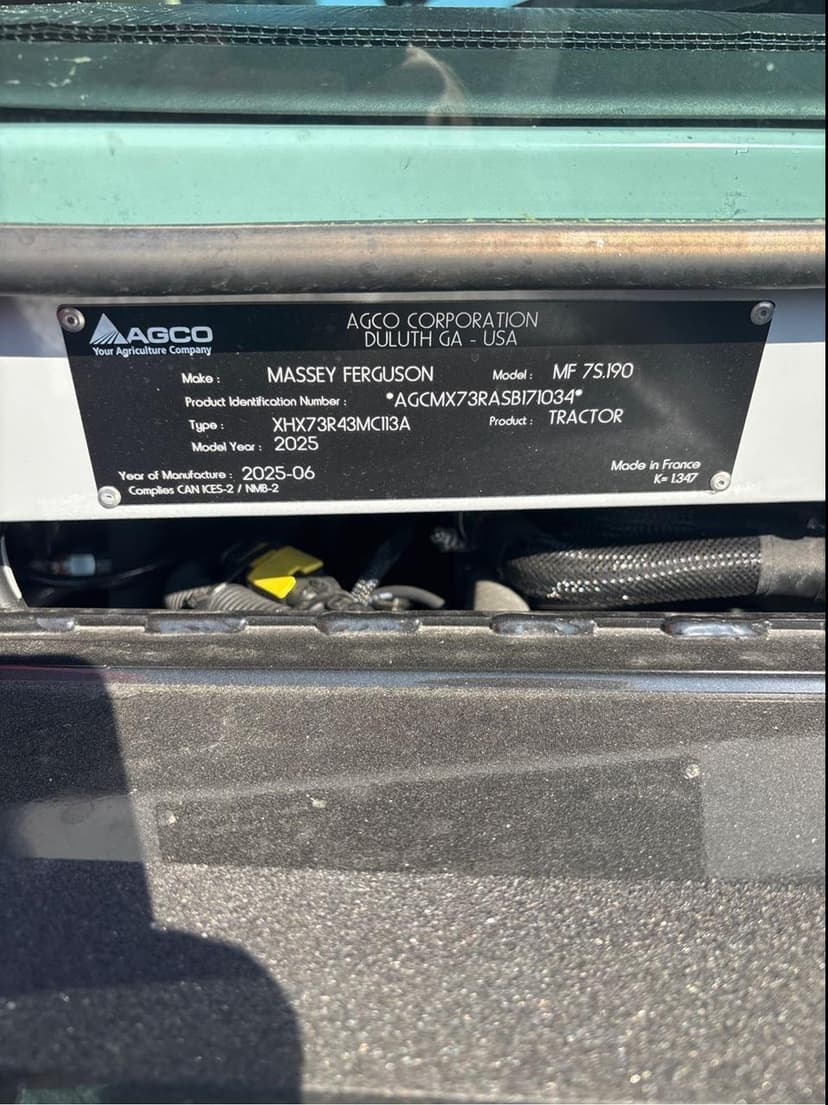 AGCO
Your Agriculture Company
AGCO CORPORATION
DULUTH GA - USA
Make : MASSEY FERGUSON Model : MF 7S.190
Product Identification Number : *AGCMX73RASB171034*
Type : XHX73R43MC113A Product : TRACTOR
Model Year : 2025
Year of Manufacture : 2025-06 Made in France
Complies CAN ICES-2 / NMB-2 K= 1.347